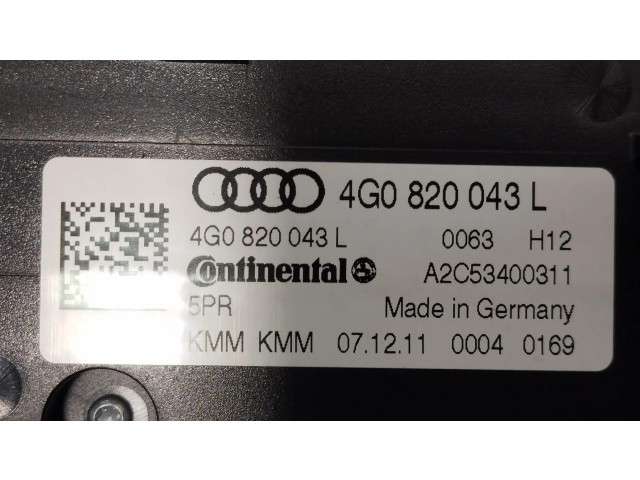 4G0 820 043 L
4G0 820 043 L 0063 H12
Continental A2C53400311
5PR Made in Germany
KMM KMM 07.12.11 0004 0169